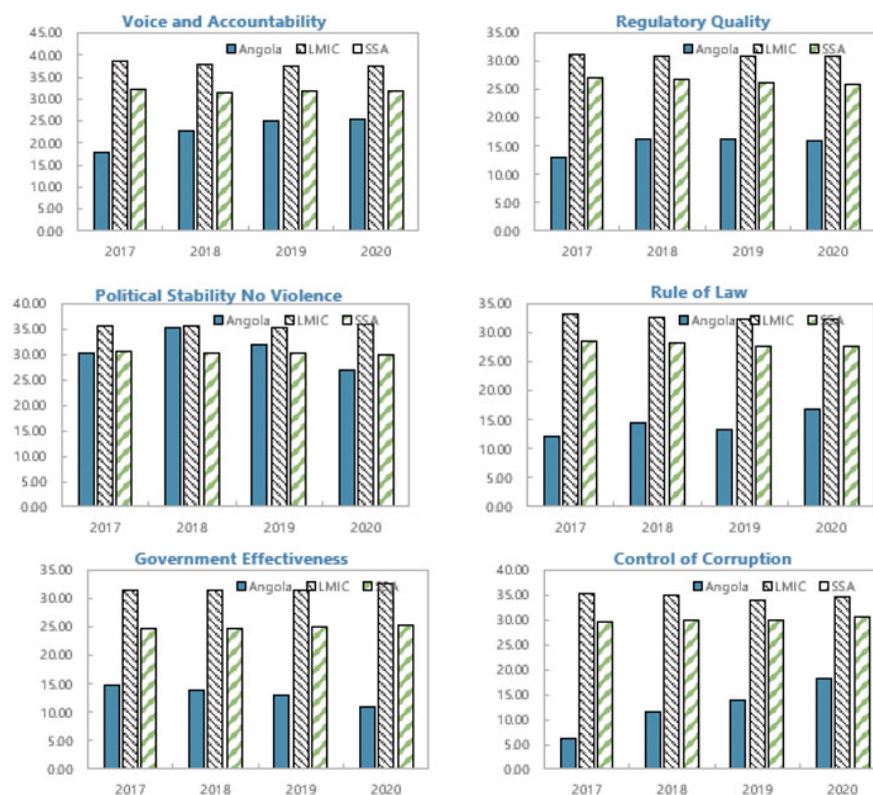 Voice and Accountability
45.00
40.00
35.00
30.00
25.00
20.00
15.00
10.00
5.00
0.00
Angola LMIC SSA
2017 2018 2019 2020
Regulatory Quality
35.00
30.00
25.00
20.00
15.00
10.00
5.00
0.00
Angola LMIC SSA
2017 2018 2019 2020
Political Stability No Violence
40.00
35.00
30.00
25.00
20.00
15.00
10.00
5.00
0.00
Angola LMIC SSA
2017 2018 2019 2020
Rule of Law
35.00
30.00
25.00
20.00
15.00
10.00
5.00
0.00
Angola LMIC SSA
2017 2018 2019 2020
Government Effectiveness
35.00
30.00
25.00
20.00
15.00
10.00
5.00
0.00
Angola LMIC SSA
2017 2018 2019 2020
Control of Corruption
40.00
35.00
30.00
25.00
20.00
15.00
10.00
5.00
0.00
Angola LMIC SSA
2017 2018 2019 2020